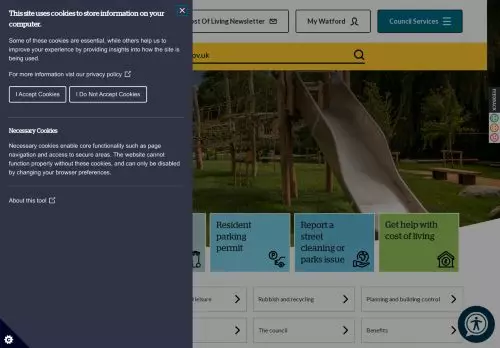 This site uses cookies to store information on your
computer.
Some of these cookies are essential, while others help us to
improve your experience by providing insights into how the site is
being used.
For more information visit our privacy policy
I Accept Cookies
I Do Not Accept Cookies
Necessary Cookies
Necessary cookies enable core functionality such as page
navigation and access to secure areas. The website cannot
function properly without these cookies, and can only be disabled
by changing your browser preferences.
About this tool
st Of Living Newsletter
My Watford
Council Services
ov.uk
FEEDBACK
Resident
parking
permit
Report a
street
cleaning or
parks issue
Get help with
cost of living
leisure
Rubbish and recycling
Planning and building control
The council
Benefits